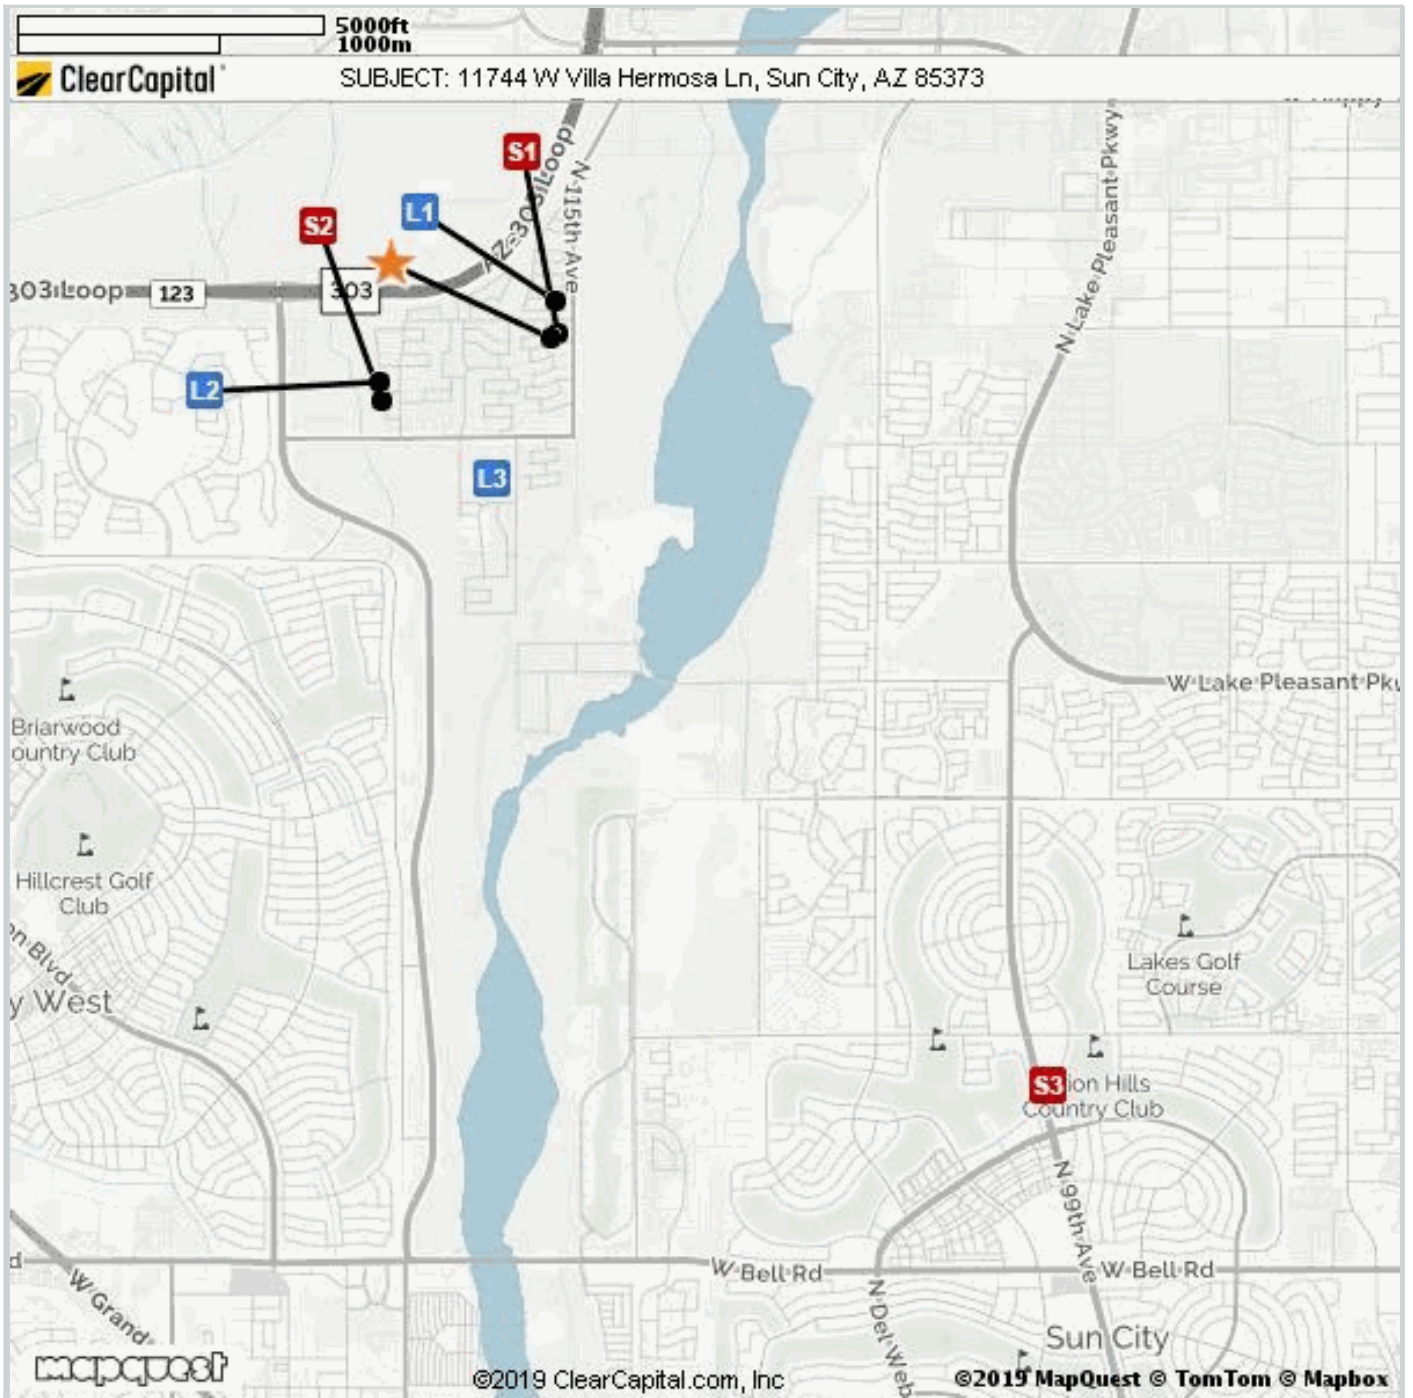 5000ft
1000m
ClearCapital
SUBJECT: 11744 W Villa Hermosa Ln, Sun City, AZ 85373
S1
L1
S2
AZ-303 Loop
N 115th Ave
N Lake Pleasant Pkwy
303 Loop
123
303
L2
L3
W Lake Pleasant Pk
Briarwood
ountry Club
Hillcrest Golf
Club
n Blvd
y West
Lakes Golf
Course
S3
ion Hills
Country Club
N 99th Ave
d
W Bell Rd
W Bell Rd
W Grand
N Del Web
Sun City
mapquest
©2019 ClearCapital.com, Inc
©2019 MapQuest © TomTom © Mapbox